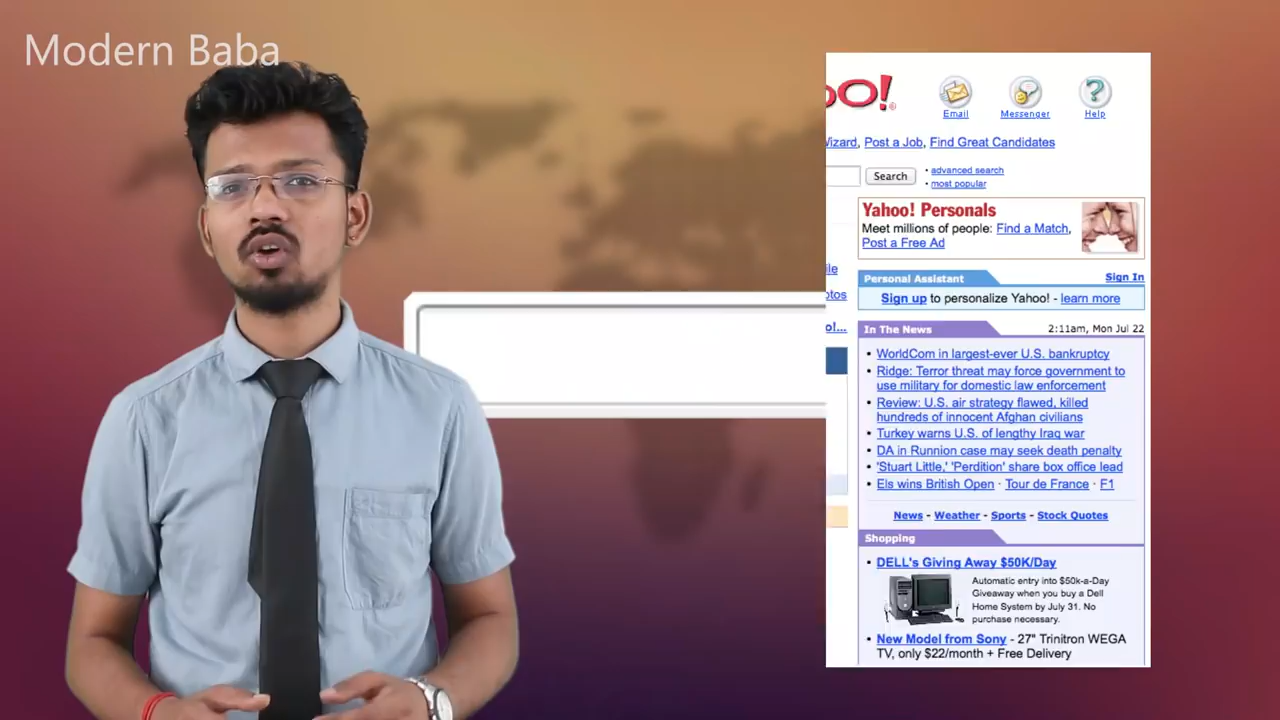 Modern Baba
oo!
Email Messenger Help
Wizard, Post a Job, Find Great Candidates
Search
• advanced search
• most popular
Yahoo! Personals
Meet millions of people: Find a Match,
Post a Free Ad
Personal Assistant Sign In
Sign up to personalize Yahoo! - learn more
otos
ol...
In The News 2:11am, Mon Jul 22
• WorldCom in largest-ever U.S. bankruptcy
• Ridge: Terror threat may force government to
use military for domestic law enforcement
• Review: U.S. air strategy flawed, killed
hundreds of innocent Afghan civilians
• Turkey warns U.S. of lengthy Iraq war
• DA in Runnion case may seek death penalty
• 'Stuart Little,' 'Perdition' share box office lead
• Els wins British Open · Tour de France · F1
News - Weather - Sports - Stock Quotes
Shopping
• DELL's Giving Away $50K/Day
Automatic entry into $50k-a-Day
Giveaway when you buy a Dell
Home System by July 31. No
purchase necessary.
• New Model from Sony - 27" Trinitron WEGA
TV, only $22/month + Free Delivery